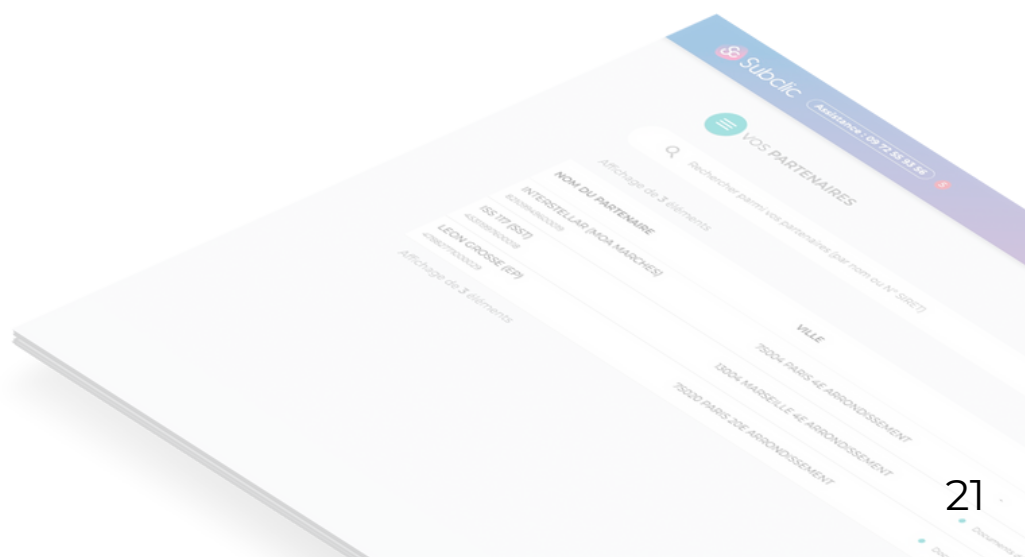 Subclic
Assistance : 09 72 55 93 56
VOS PARTENAIRES
Rechercher parmi vos partenaires (par nom ou N° SIRET)
Affichage de 3 éléments
NOM DU PARTENAIRE
VILLE
INTERSTELLAR (MOA MARCHES)
75004 PARIS 4E ARRONDISSEMENT
ISS 117 (SST)
13004 MARSEILLE 4E ARRONDISSEMENT
LEON GROSSE (EP)
75020 PARIS 20E ARRONDISSEMENT
Affichage de 3 éléments
21